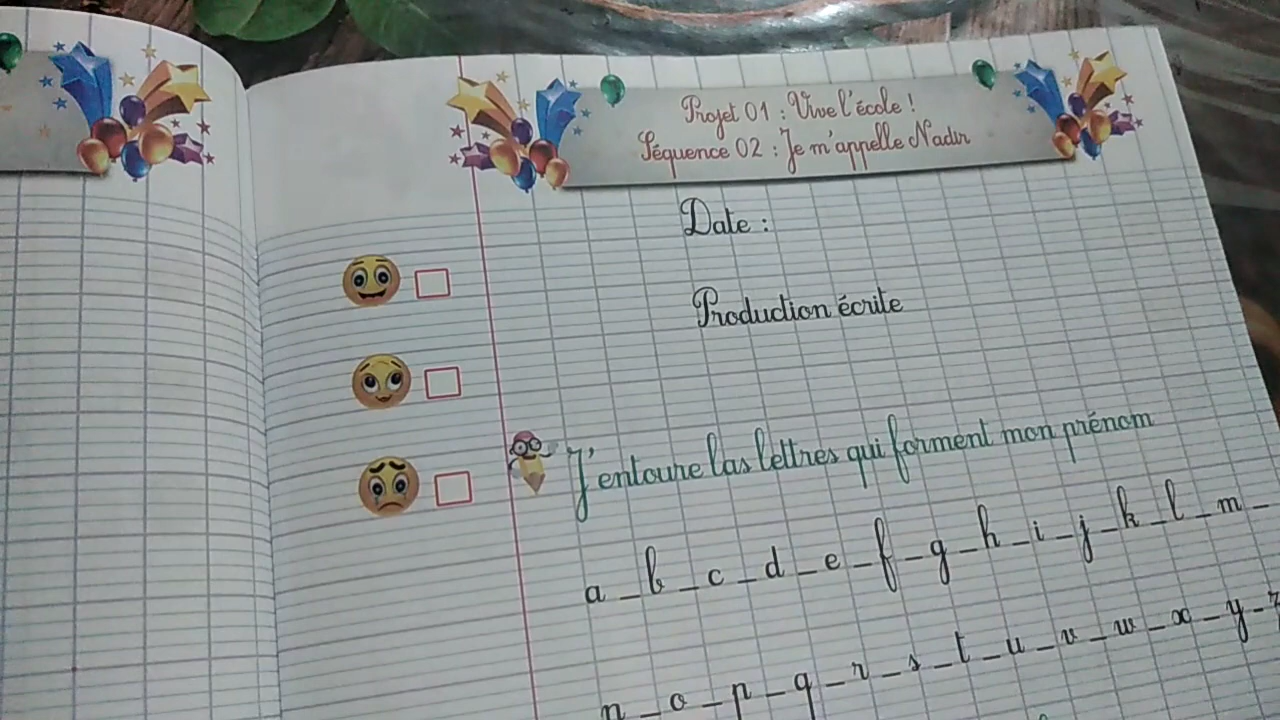 Projet 01 : Vive l'école !
Séquence 02 : Je m'appelle Nadir
Date :
Production écrite
J'entoure las lettres qui forment mon prénom
a _ b _ c _ d _ e _ f _ g _ h _ i _ j _ k _ l _ m _
n _ o _ p _ q _ r _ s _ t _ u _ v _ w _ x _ y _ z